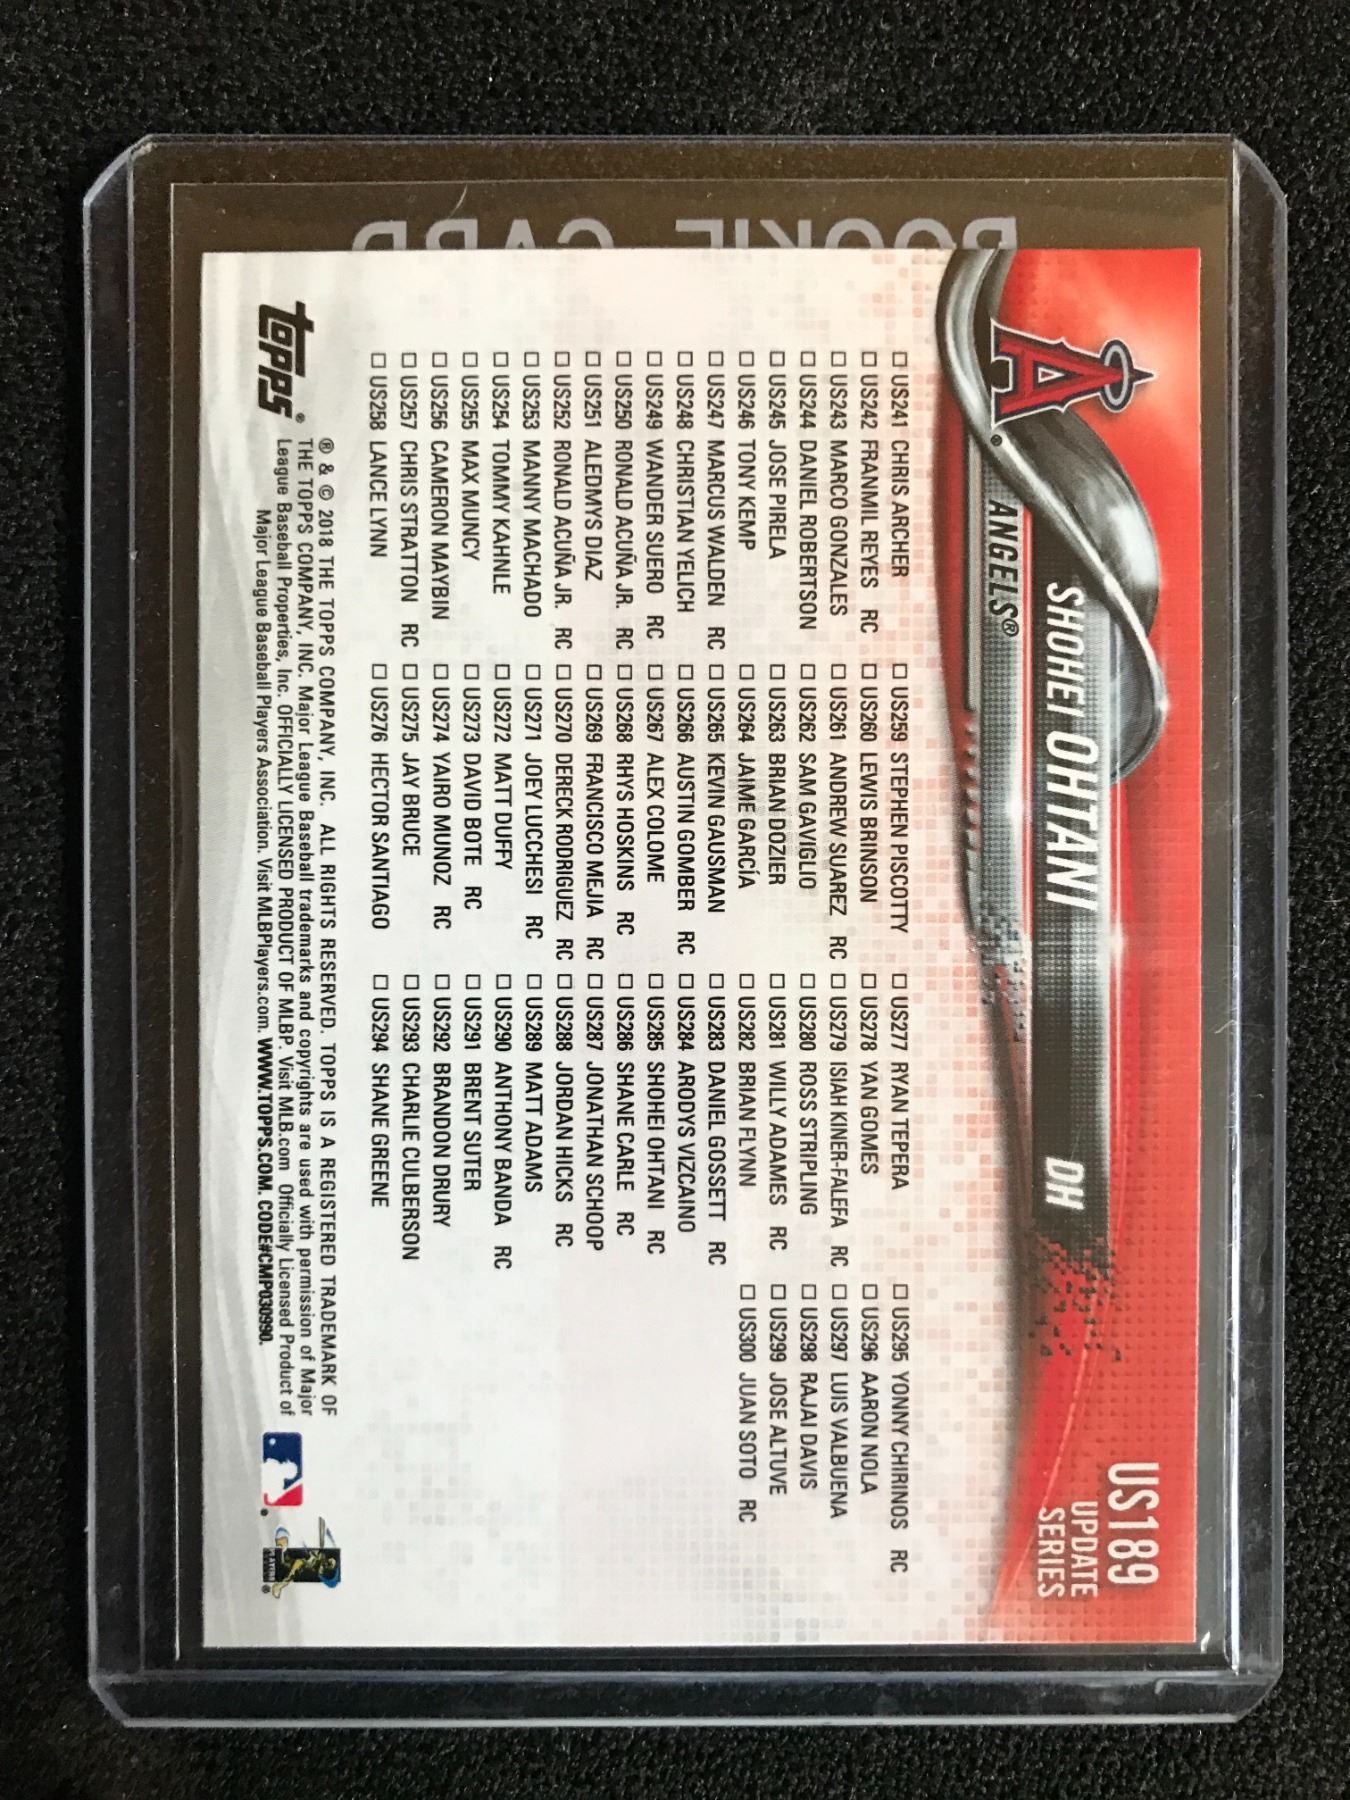 ROOKIE CARD
US189
UPDATE
SERIES
SHOHEI OHTANI DH
A
ANGELS®
US241 CHRIS ARCHER
US242 FRANMIL REYES RC
US243 MARCO GONZALES
US244 DANIEL ROBERTSON
US245 JOSE PIRELA
US246 TONY KEMP
US247 MARCUS WALDEN RC
US248 CHRISTIAN YELICH
US249 WANDER SUERO RC
US250 RONALD ACUÑA JR. RC
US251 ALEDMYS DIAZ
US252 RONALD ACUÑA JR. RC
US253 MANNY MACHADO
US254 TOMMY KAHNLE
US255 MAX MUNCY
US256 CAMERON MAYBIN
US257 CHRIS STRATTON RC
US258 LANCE LYNN
US259 STEPHEN PISCOTTY
US260 LEWIS BRINSON
US261 ANDREW SUAREZ RC
US262 SAM GAVIGLIO
US263 BRIAN DOZIER
US264 JAIME GARCÍA
US265 KEVIN GAUSMAN
US266 AUSTIN GOMBER RC
US267 ALEX COLOME
US268 RHYS HOSKINS RC
US269 FRANCISCO MEJIA RC
US270 DERECK RODRIGUEZ RC
US271 JOEY LUCCHESI RC
US272 MATT DUFFY
US273 DAVID BOTE RC
US274 YAIRO MUNOZ RC
US275 JAY BRUCE
US276 HECTOR SANTIAGO
US277 RYAN TEPERA
US278 YAN GOMES
US279 ISIAH KINER-FALEFA RC
US280 ROSS STRIPLING
US281 WILLY ADAMES RC
US282 BRIAN FLYNN
US283 DANIEL GOSSETT RC
US284 ARODYS VIZCAINO
US285 SHOHEI OHTANI RC
US286 SHANE CARLE RC
US287 JONATHAN SCHOOP
US288 JORDAN HICKS RC
US289 MATT ADAMS
US290 ANTHONY BANDA RC
US291 BRENT SUTER
US292 BRANDON DRURY
US293 CHARLIE CULBERSON
US294 SHANE GREENE
US295 YONNY CHIRINOS RC
US296 AARON NOLA
US297 LUIS VALBUENA
US298 RAJAI DAVIS
US299 JOSE ALTUVE
US300 JUAN SOTO RC
topps®
® & © 2018 THE TOPPS COMPANY, INC. ALL RIGHTS RESERVED. TOPPS IS A REGISTERED TRADEMARK OF
THE TOPPS COMPANY, INC. Major League Baseball trademarks and copyrights are used with permission of Major
League Baseball Properties, Inc. OFFICIALLY LICENSED PRODUCT OF MLBP. Visit MLB.com Officially Licensed Product of
Major League Baseball Players Association. Visit MLBPlayers.com. WWW.TOPPS.COM. CODE#CMP030990.